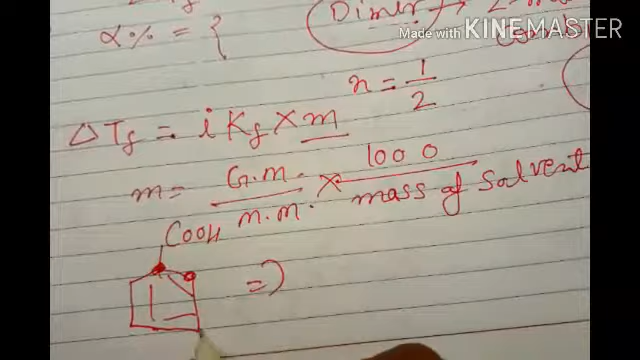 α% = {
Dimer →
Made with KINEMASTER
n = 1/2
ΔTf = i Kf × m
m = G.M. / M.M. × 1000 / mass of Solvent
COOH
=)